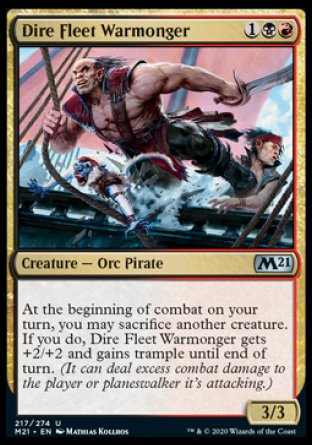 Dire Fleet Warmonger 1
Creature — Orc Pirate M21
At the beginning of combat on your
turn, you may sacrifice another creature.
If you do, Dire Fleet Warmonger gets
+2/+2 and gains trample until end of
turn. (It can deal excess combat damage to
the player or planeswalker it's attacking.)
3/3
217/274 U
M21 • EN Mathias Kollros ™ & © 2020 Wizards of the Coast